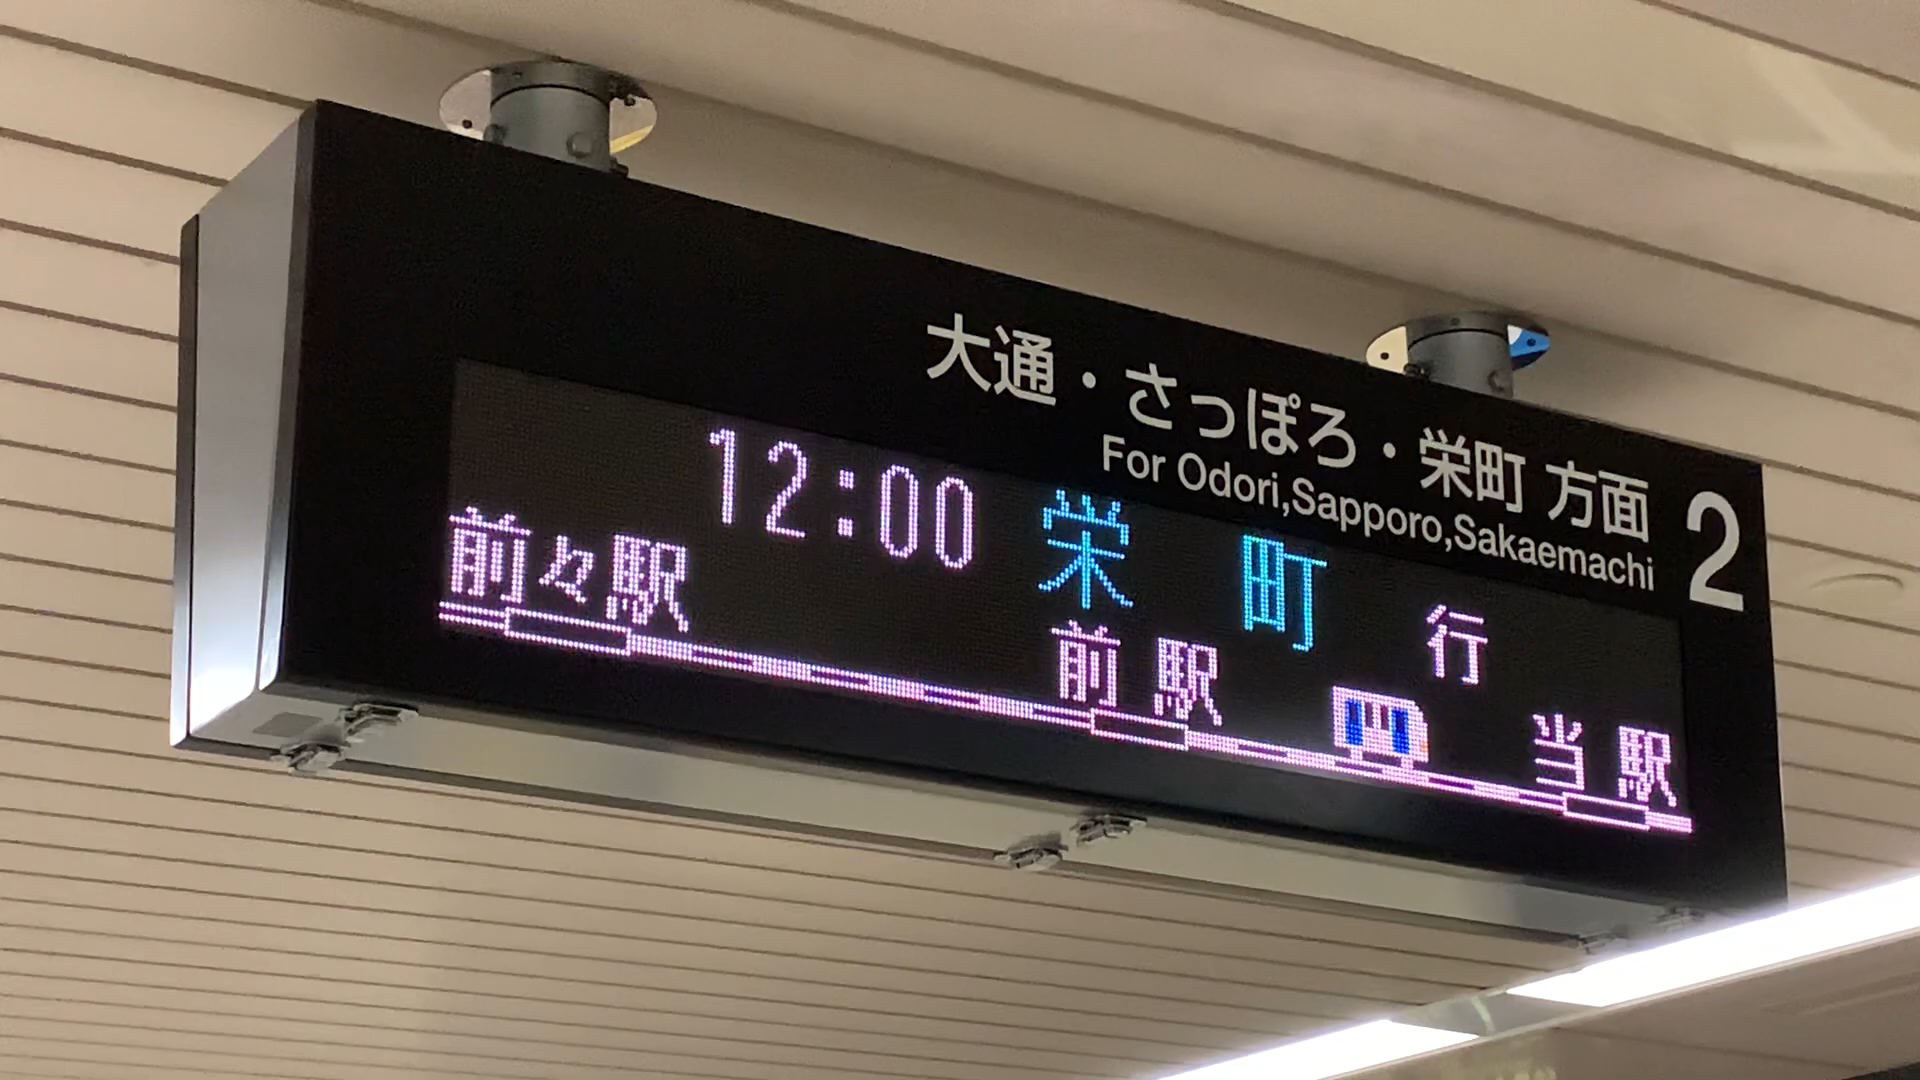 大通・さっぽろ・栄町 方面 2
For Odori,Sapporo,Sakaemachi
12:00 栄町 行
前々駅 前駅 当駅